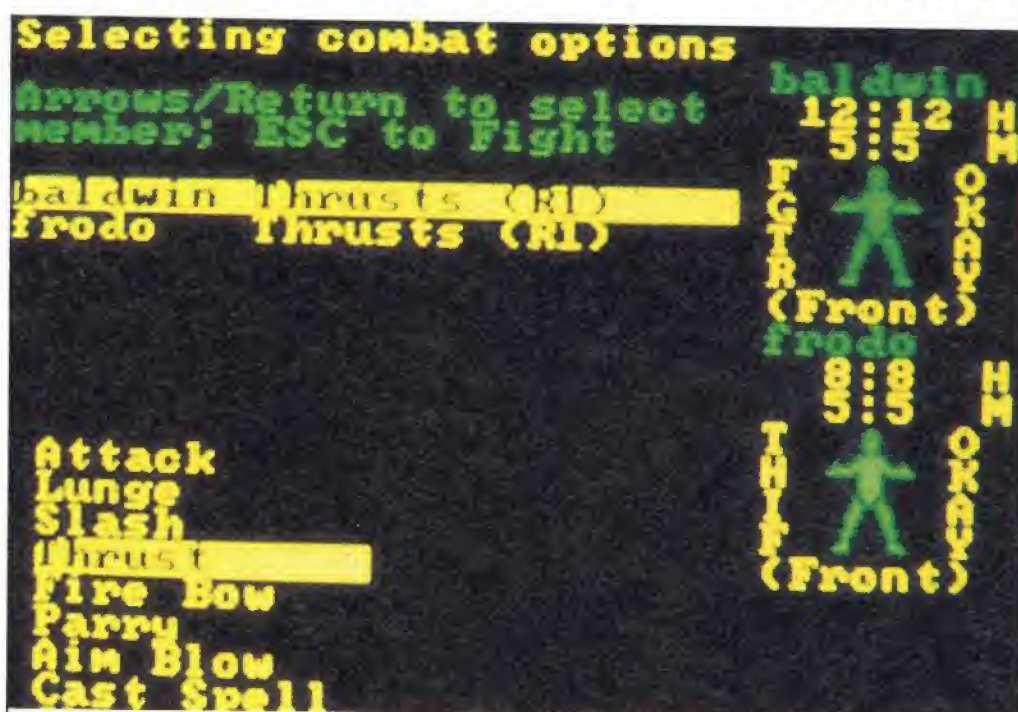 Selecting combat options
Arrows/Return to select
member; ESC to Fight
baldwin Thrusts (R1)
frodo Thrusts (R1)
Attack
Lunge
Slash
Thrust
Fire Bow
Parry
Aim Blow
Cast Spell
baldwin
12:12 H
5:5 M
FGTR
OKAY
(Front)
frodo
8:8 H
5:5 M
THIF
OKAY
(Front)